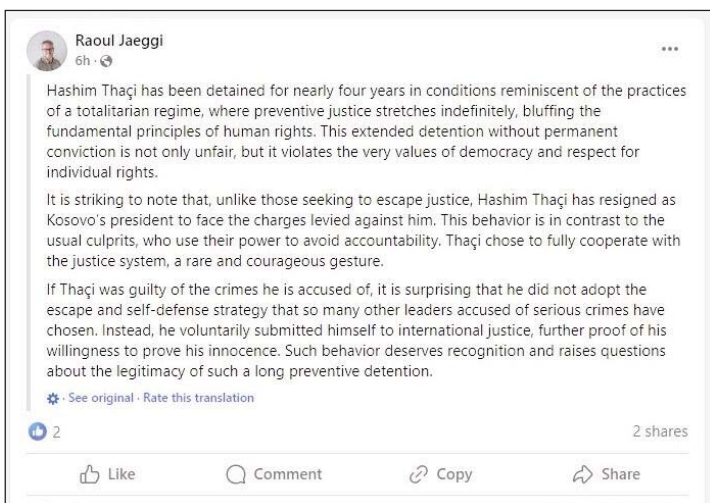 Raoul Jaeggi
6h ·
Hashim Thaçi has been detained for nearly four years in conditions reminiscent of the practices
of a totalitarian regime, where preventive justice stretches indefinitely, bluffing the
fundamental principles of human rights. This extended detention without permanent
conviction is not only unfair, but it violates the very values of democracy and respect for
individual rights.
It is striking to note that, unlike those seeking to escape justice, Hashim Thaçi has resigned as
Kosovo's president to face the charges levied against him. This behavior is in contrast to the
usual culprits, who use their power to avoid accountability. Thaçi chose to fully cooperate with
the justice system, a rare and courageous gesture.
If Thaçi was guilty of the crimes he is accused of, it is surprising that he did not adopt the
escape and self-defense strategy that so many other leaders accused of serious crimes have
chosen. Instead, he voluntarily submitted himself to international justice, further proof of his
willingness to prove his innocence. Such behavior deserves recognition and raises questions
about the legitimacy of such a long preventive detention.
· See original · Rate this translation
2 2 shares
Like Comment Copy Share